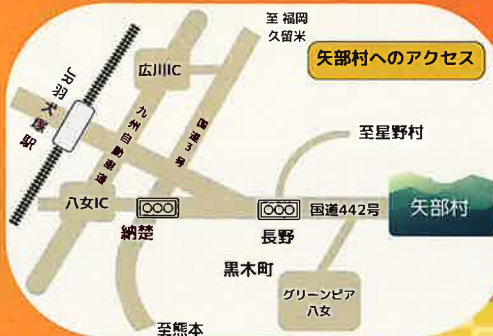 至 福岡
久留米
矢部村へのアクセス
広川IC
JR羽犬塚駅
九州自動車道
国道3号
至星野村
八女IC
国道442号
矢部村
納楚
長野
黒木町
グリーンピア
八女
至熊本